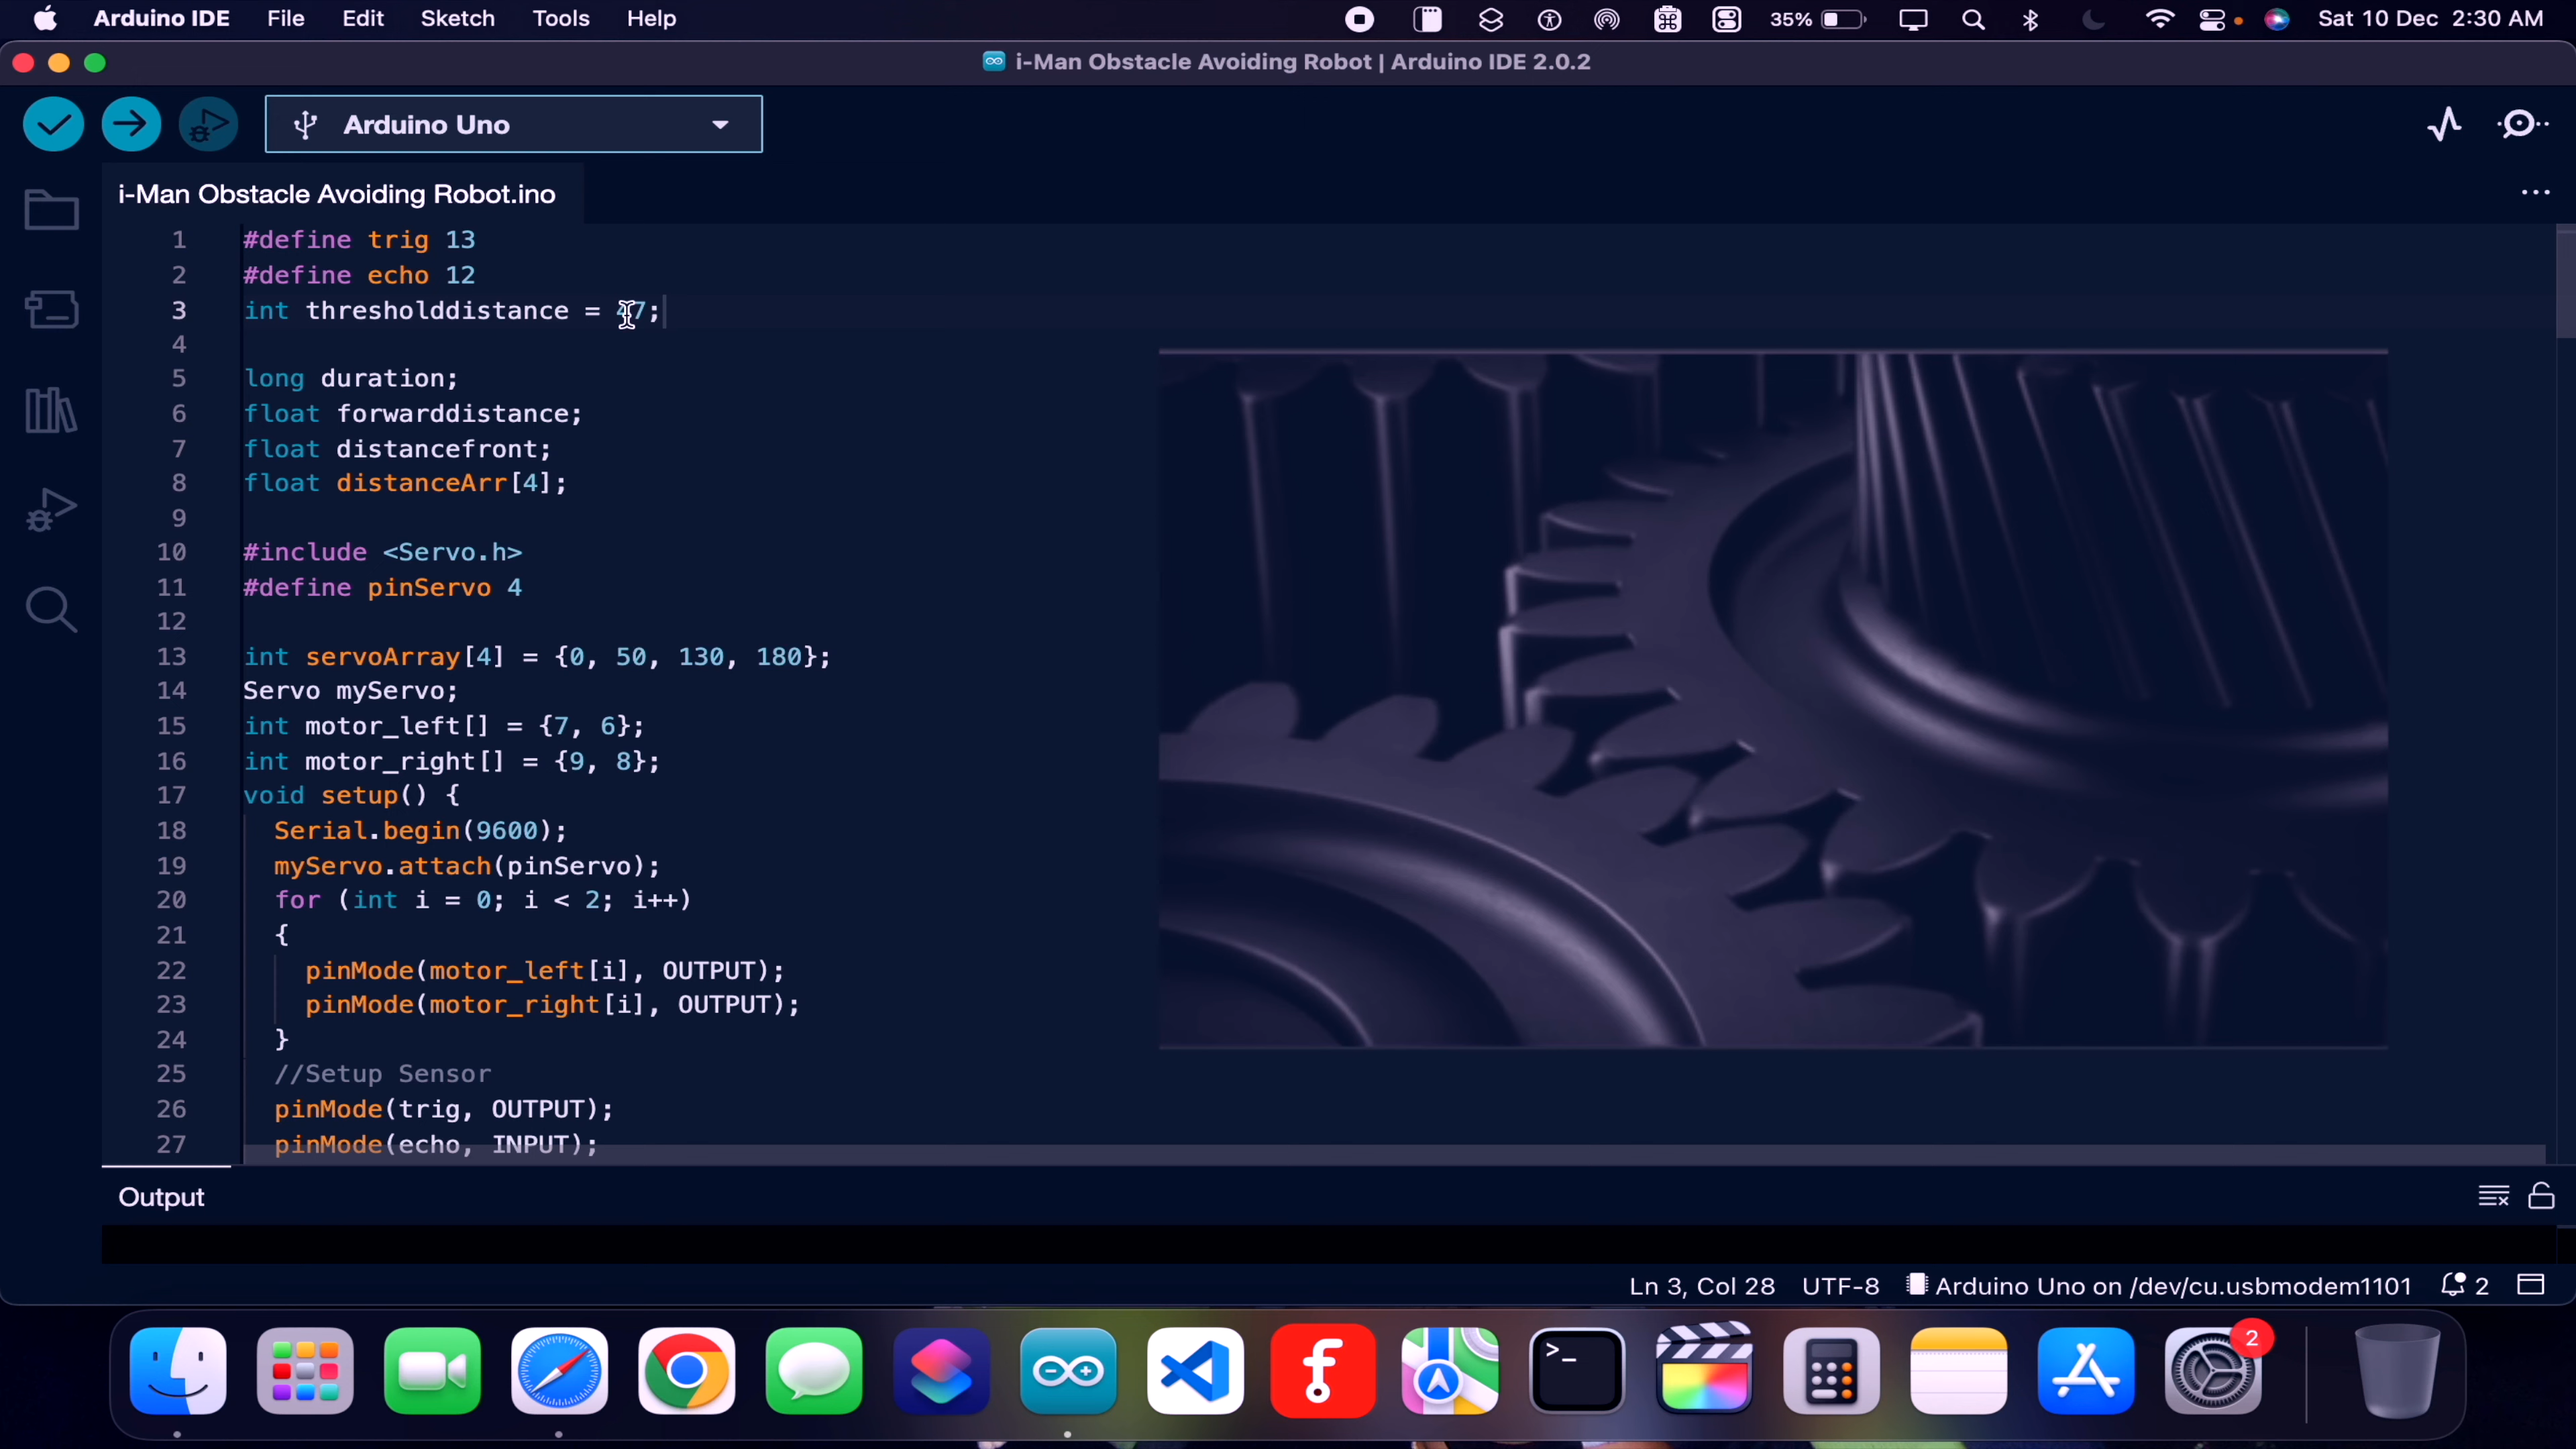 Arduino IDE File Edit Sketch Tools Help 35% Sat 10 Dec 2:30 AM
i-Man Obstacle Avoiding Robot | Arduino IDE 2.0.2
Arduino Uno
i-Man Obstacle Avoiding Robot.ino
1 #define trig 13
2 #define echo 12
3 int thresholddistance = 47;
4
5 long duration;
6 float forwarddistance;
7 float distancefront;
8 float distanceArr[4];
9
10 #include <Servo.h>
11 #define pinServo 4
12
13 int servoArray[4] = {0, 50, 130, 180};
14 Servo myServo;
15 int motor_left[] = {7, 6};
16 int motor_right[] = {9, 8};
17 void setup() {
18 Serial.begin(9600);
19 myServo.attach(pinServo);
20 for (int i = 0; i < 2; i++)
21 {
22 pinMode(motor_left[i], OUTPUT);
23 pinMode(motor_right[i], OUTPUT);
24 }
25 //Setup Sensor
26 pinMode(trig, OUTPUT);
27 pinMode(echo, INPUT);
Output
Ln 3, Col 28 UTF-8 Arduino Uno on /dev/cu.usbmodem1101 2
2